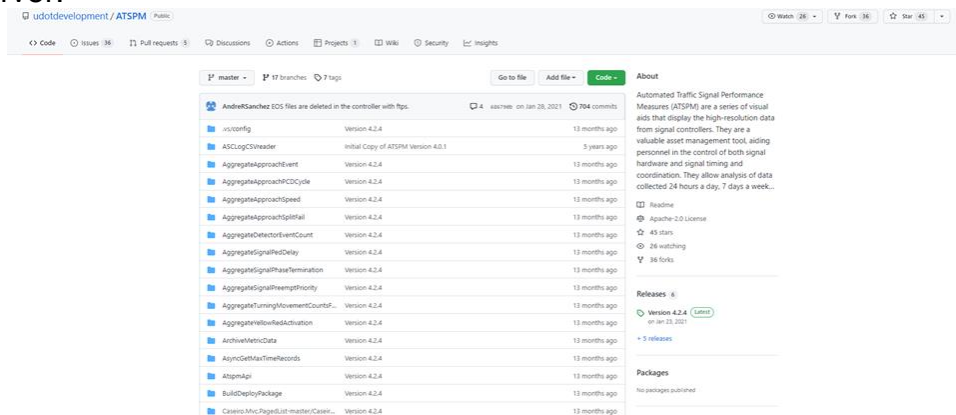 udotdevelopment / ATSPM Public
Watch 26 Fork 36 Star 45
Code Issues 36 Pull requests 5 Discussions Actions Projects 1 Wiki Security Insights
master 17 branches 7 tags Go to file Add file Code
AndreRSanchez EOS files are deleted in the controller with ftps. 4 on Jan 29, 2021 704 commits
.vs/config Version 4.2.4 13 months ago
ASCLogCSVreader Initial Copy of ATSPM Version 4.0.1 5 years ago
AggregateApproachEvent Version 4.2.4 13 months ago
AggregateApproachPCDCycle Version 4.2.4 13 months ago
AggregateApproachSpeed Version 4.2.4 13 months ago
AggregateApproachSplitFail Version 4.2.4 13 months ago
AggregateDetectorEventCount Version 4.2.4 13 months ago
AggregateSignalPedDelay Version 4.2.4 13 months ago
AggregateSignalPhaseTermination Version 4.2.4 13 months ago
AggregateSignalPreemptPriority Version 4.2.4 13 months ago
AggregateTurningMovementCountsF... Version 4.2.4 13 months ago
AggregateYellowRedActivation Version 4.2.4 13 months ago
ArchiveMetricData Version 4.2.4 13 months ago
AsyncGetMaxTimeRecords Version 4.2.4 13 months ago
AtspmApi Version 4.2.4 13 months ago
BuildDeployPackage Version 4.2.4 13 months ago
Caseiro.Mvc.PagedList-master/Caseir... Version 4.2.4 13 months ago
About
Automated Traffic Signal Performance
Measures (ATSPM) are a series of visual
aids that display the high-resolution data
from signal controllers. They are a
valuable asset management tool, aiding
personnel in the control of both signal
hardware and signal timing and
coordination. They allow analysis of data
collected 24 hours a day, 7 days a week...
Readme
Apache-2.0 License
45 stars
26 watching
36 forks
Releases 6
Version 4.2.4 Latest
on Jan 23, 2021
+ 5 releases
Packages
No packages published